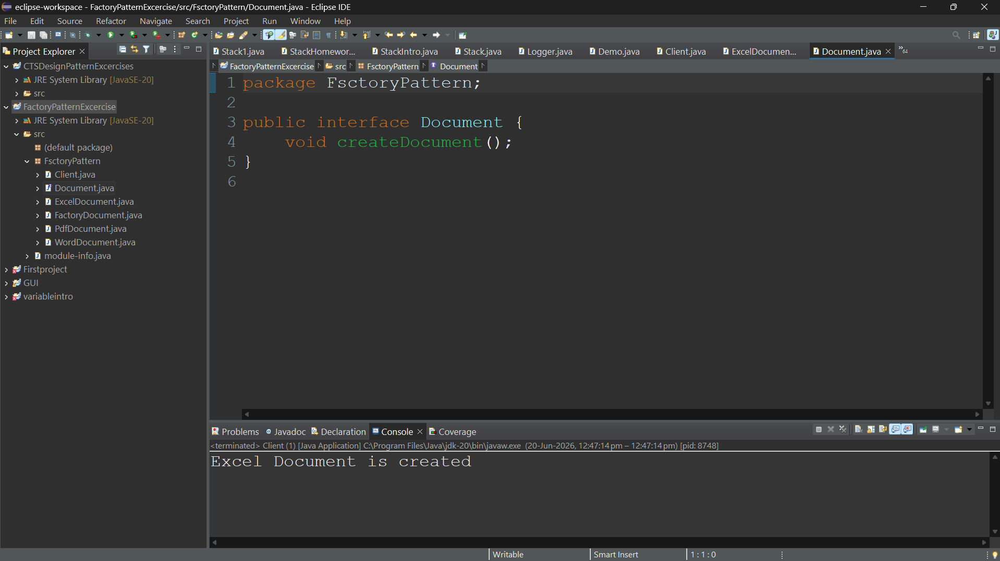 eclipse-workspace - FactoryPatternExcercise/src/FsctoryPattern/Document.java - Eclipse IDE
File Edit Source Refactor Navigate Search Project Run Window Help
Project Explorer
Stack1.java StackHomewor... StackIntro.java Stack.java Logger.java Demo.java Client.java ExcelDocumen... Document.java »64
FactoryPatternExcercise src FsctoryPattern Document
CTSDesignPatternExcercises
JRE System Library [JavaSE-20]
src
FactoryPatternExcercise
JRE System Library [JavaSE-20]
src
(default package)
FsctoryPattern
Client.java
Document.java
ExcelDocument.java
FactoryDocument.java
PdfDocument.java
WordDocument.java
module-info.java
Firstproject
GUI
variableintro
1 package FsctoryPattern;
2
3 public interface Document {
4 void createDocument();
5 }
6
Problems Javadoc Declaration Console Coverage
<terminated> Client (1) [Java Application] C:\Program Files\Java\jdk-20\bin\javaw.exe (20-Jun-2026, 12:47:14 pm – 12:47:14 pm) [pid: 8748]
Excel Document is created
Writable Smart Insert 1 : 1 : 0